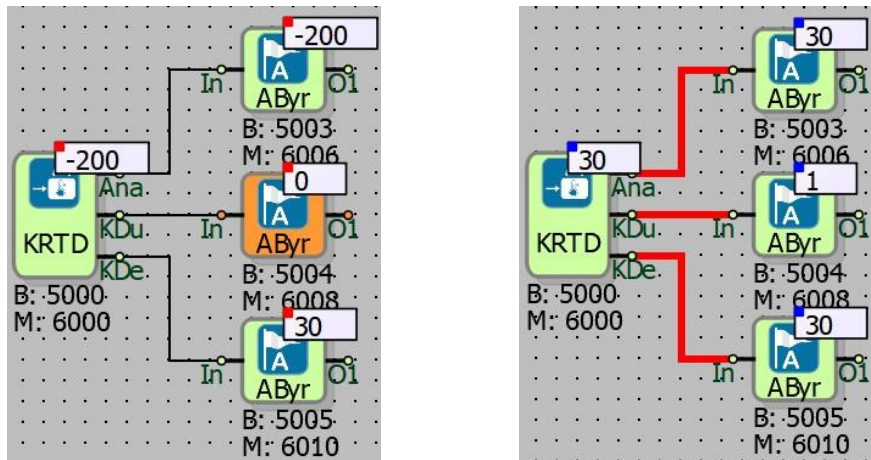 -200
A
In
O1
AByr
B: 5003
M: 6006
-200
Ana
KDu
KDe
KRTD
B: 5000
M: 6000
0
A
In
O1
AByr
B: 5004
M: 6008
30
A
In
O1
AByr
B: 5005
M: 6010
30
A
In
O1
AByr
B: 5003
M: 6006
30
Ana
KDu
KDe
KRTD
B: 5000
M: 6000
1
A
In
O1
AByr
B: 5004
M: 6008
30
A
In
O1
AByr
B: 5005
M: 6010